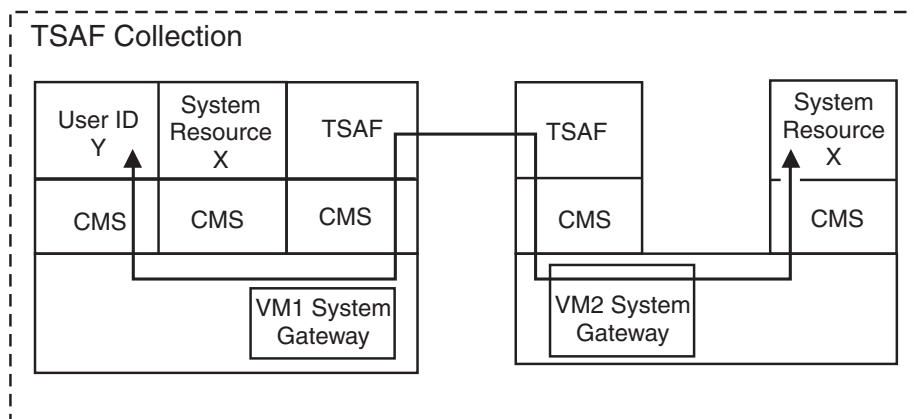 TSAF Collection
User ID
Y
System
Resource
X
TSAF
TSAF
System
Resource
X
CMS
CMS
CMS
CMS
CMS
VM1 System
Gateway
VM2 System
Gateway